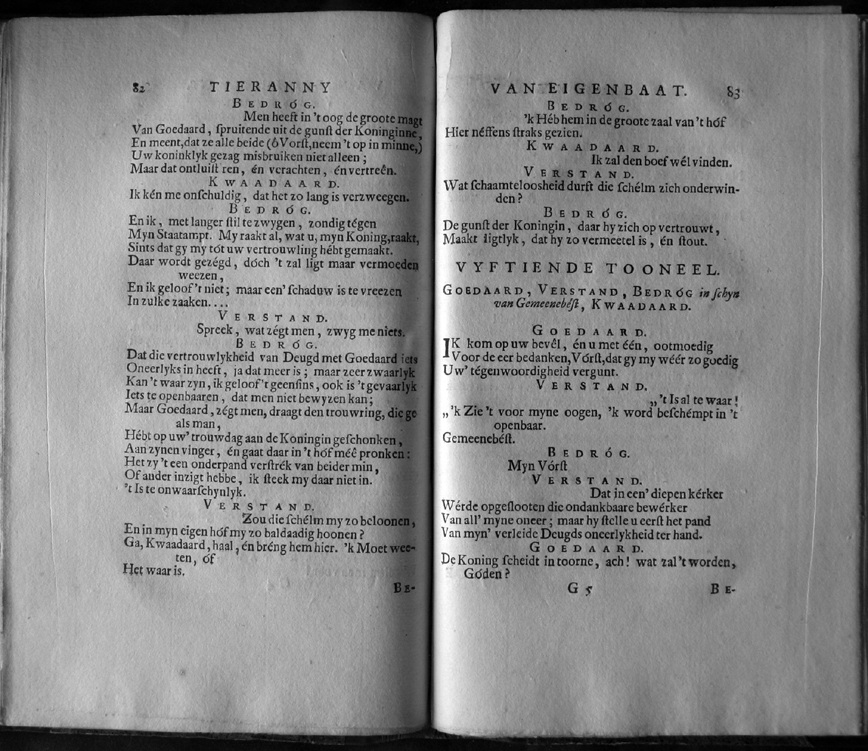 82 TIERANNY
BEDRÓG.
Men heeft in 't oog de groote magt
Van Goedaard, ſpruitende uit de gunſt der Koninginne,
En meent, dat ze alle beide (ô Vorſt, neem 't op in minne,)
Uw koninklyk gezag misbruiken niet alleen;
Maar dat ontluiſt ren, én verachten, én vertreên.
KWAADAARD.
Ik kén me onſchuldig, dat het zo lang is verzweegen.
BEDRÓG.
En ik, met langer ſtil te zwygen, zondig tégen
Myn Staatampt. My raakt al, wat u, myn Koning, raakt,
Sints dat gy my tót uw vertrouwling hébt gemaakt.
Daar wordt gezégd, dóch 't zal ligt maar vermoeden
weezen,
En ik geloof 't niet; maar een' ſchaduw is te vreezen
In zulke zaaken....
VERSTAND.
Spreek, wat zégt men, zwyg me niets.
BEDRÓG.
Dat die vertrouwlykheid van Deugd met Goedaard iets
Oneerlyks in heeft, ja dat meer is; maar zeer zwaarlyk
Kan 't waar zyn, ik geloof 't geenſins, ook is 't gevaarlyk
Iets te openbaaren, dat men niet bewyzen kan;
Maar Goedaard, zégt men, draagt den trouwring, die ge
als man,
Hébt op uw' trouwdag aan de Koningin geſchonken,
Aan zynen vinger, én gaat daar in 't hóf méê pronken:
Het zy 't een onderpand verſtrék van beider min,
Of ander inzigt hebbe, ik ſteek my daar niet in.
't Is te onwaarſchynlyk.
VERSTAND.
Zou die ſchélm my zo beloonen,
En in myn eigen hóf my zo baldaadig hoonen?
Ga, Kwaadaard, haal, én bréng hem hier. 'k Moet wee-
ten, óf
Het waar is.
BE-
VAN EIGENBAAT. 83
BEDRÓG.
'k Héb hem in de groote zaal van 't hóf
Hier néffens ſtraks gezien.
KWAADAARD.
Ik zal den boef wél vinden.
VERSTAND.
Wat ſchaamteloosheid durft die ſchélm zich onderwin-
den?
BEDRÓG.
De gunſt der Koningin, daar hy zich op vertrouwt,
Maakt ligtlyk, dat hy zo vermeetel is, én ſtout.
VYFTIENDE TOONEEL.
GOEDAARD, VERSTAND, BEDRÓG in ſchyn
van Gemeenebéſt, KWAADAARD.
GOEDAARD.
IK kom op uw bevêl, én u met één, ootmoedig
Voor de eer bedanken, Vórſt, dat gy my wéér zo goedig
Uw' tégenwoordigheid vergunt.
VERSTAND.
„'t Is al te waar!
„'k Zie 't voor myne oogen, 'k word beſchémpt in 't
openbaar.
Gemeenebéſt.
BEDRÓG.
Myn Vórſt
VERSTAND.
Dat in een' diepen kérker
Wérde opgeſlooten die ondankbaare bewérker
Van all' myne oneer; maar hy ſtelle u eerſt het pand
Van myn' verleide Deugds oneerlykheid ter hand.
GOEDAARD.
De Koning ſcheidt in toorne, ach! wat zal 't worden,
Góden?
G 5 BE-